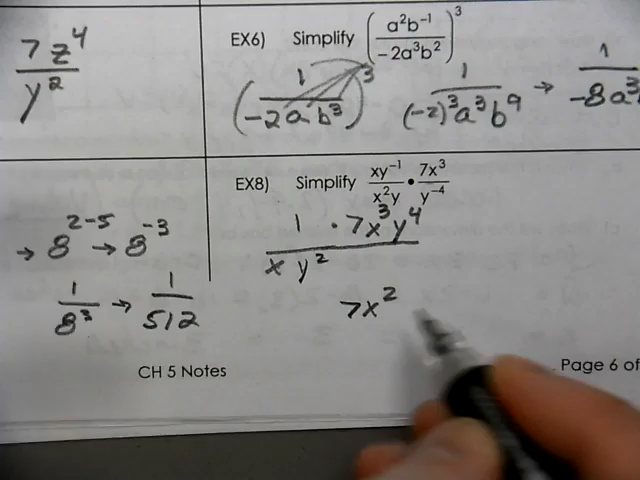 7z⁴
y²
EX6) Simplify (a²b⁻¹ / -2a³b²)³
(1 / -2ab³)³ 1 / (-2)³a³b⁹ → 1 / -8a³
→ 8²⁻⁵ → 8⁻³
1 / 8³ → 1 / 512
EX8) Simplify xy⁻¹ / x²y • 7x³ / y⁻⁴
1 · 7x³y⁴
x y²
7x²
CH 5 Notes
Page 6 of